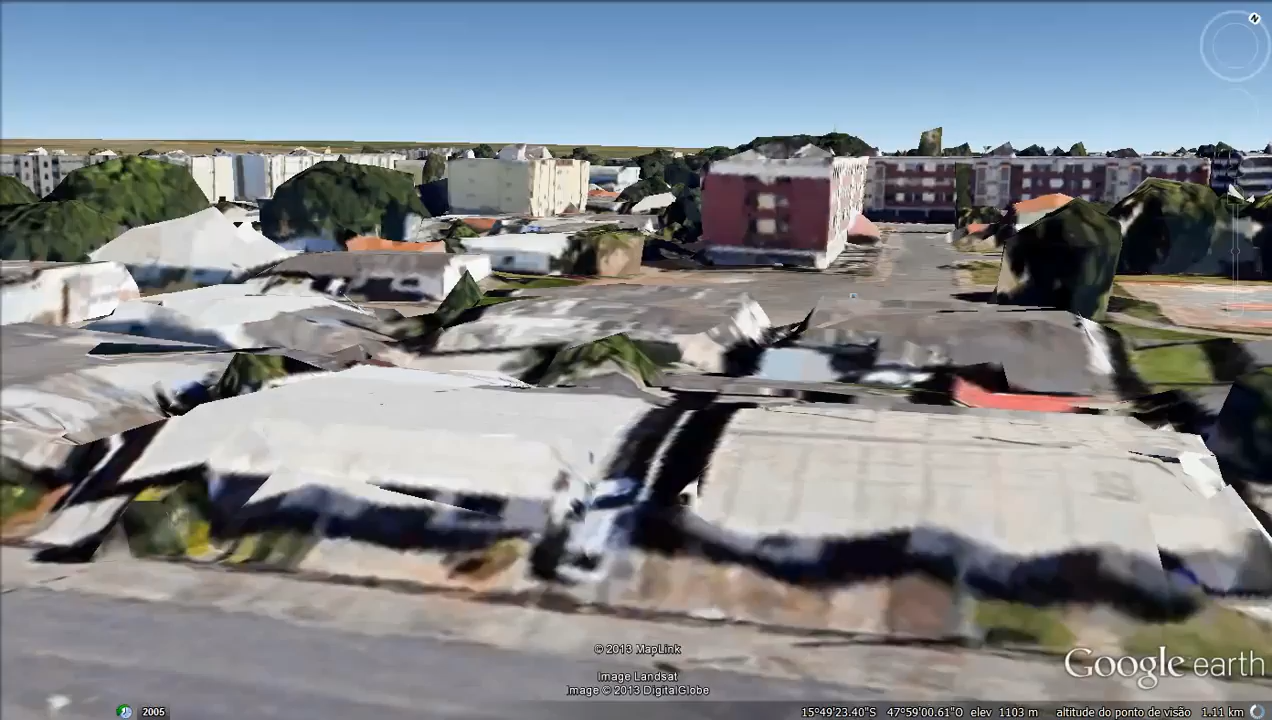 N
© 2013 MapLink
Image Landsat
Image © 2013 DigitalGlobe
Google earth
2005
15°49'23.40"S 47°59'00.61"O elev 1103 m altitude do ponto de visão 1.11 km